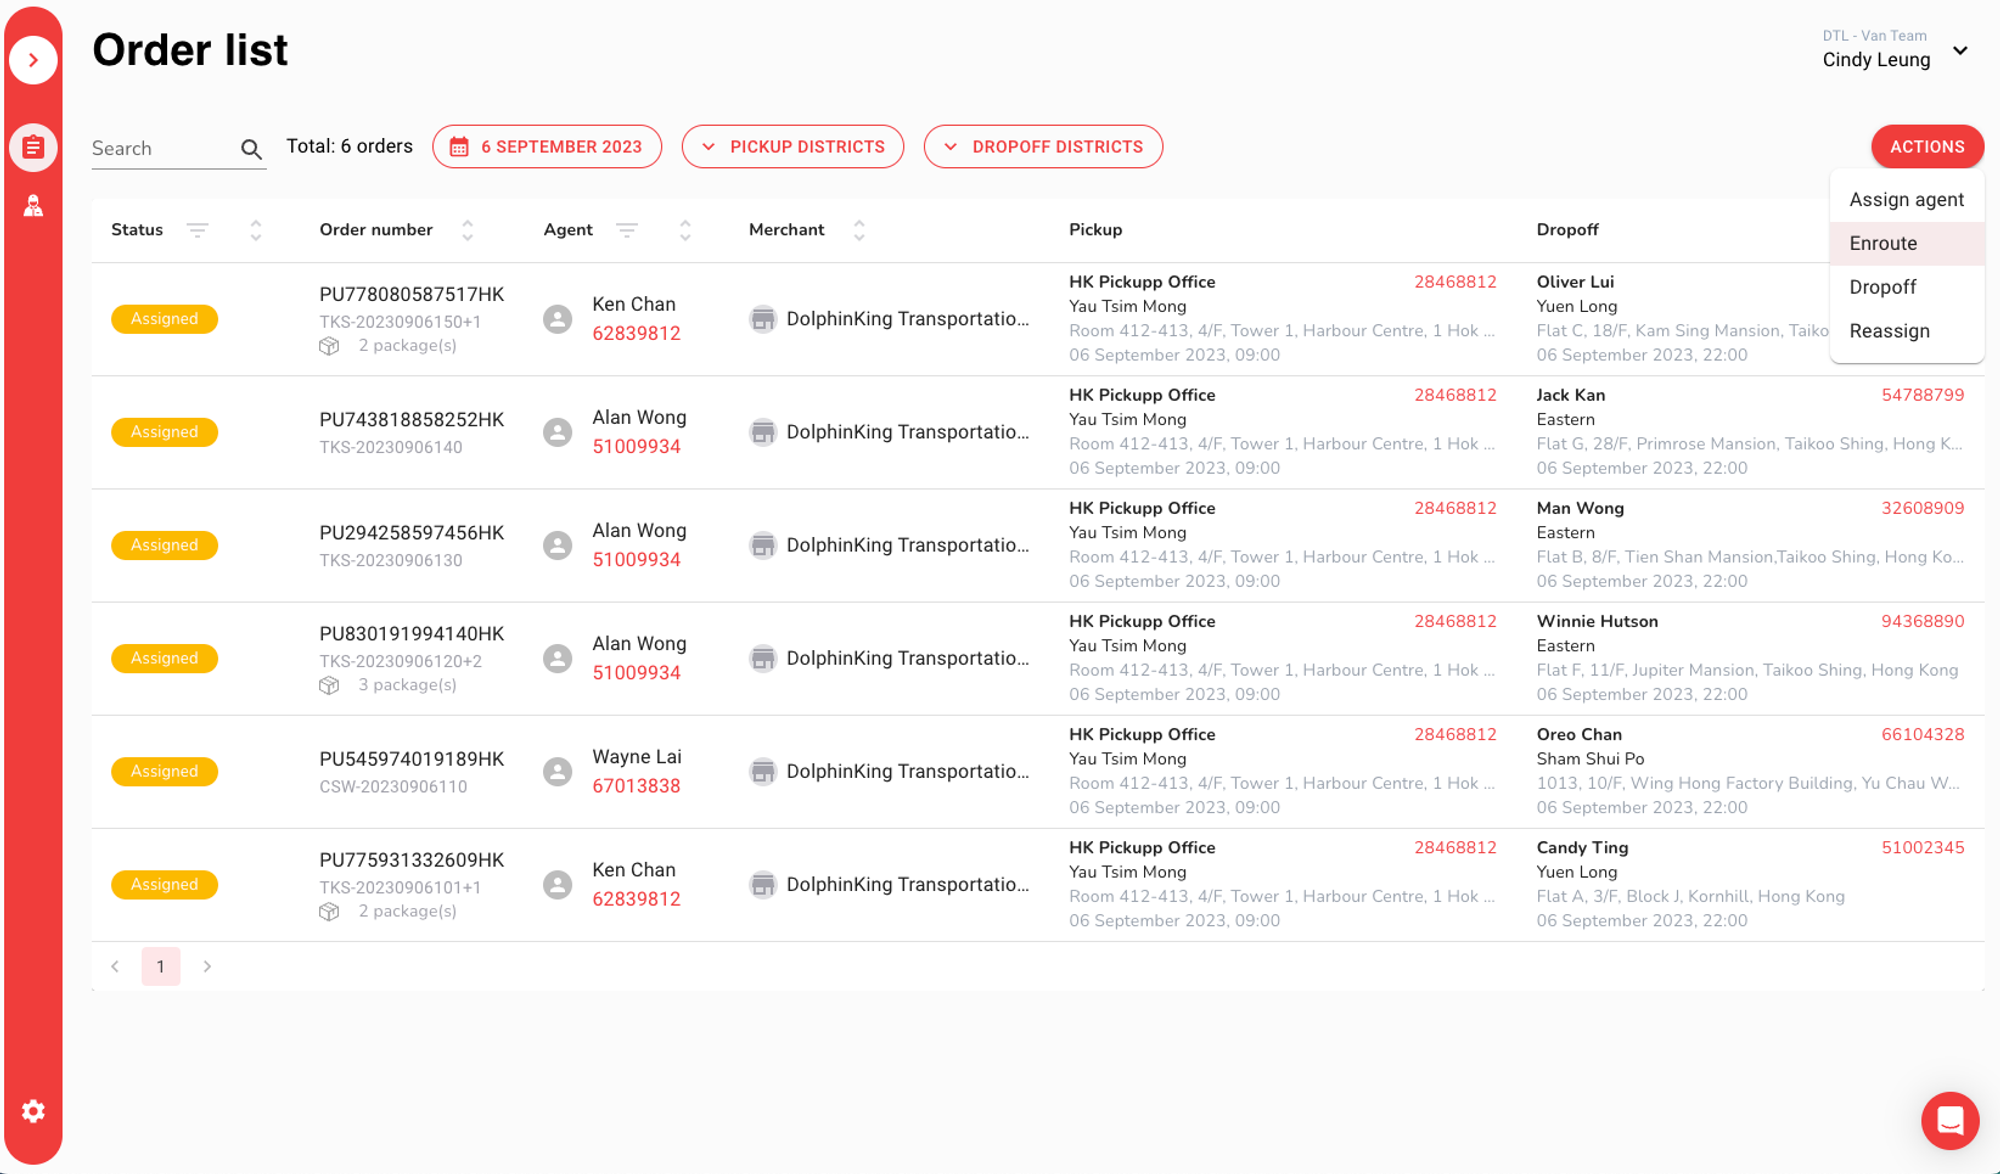 Order list
DTL - Van Team
Cindy Leung
Search
Total: 6 orders
6 SEPTEMBER 2023
PICKUP DISTRICTS
DROPOFF DISTRICTS
ACTIONS
Assign agent
Enroute
Dropoff
Reassign
Status Order number Agent Merchant Pickup Dropoff
Assigned
PU778080587517HK
TKS-20230906150+1
2 package(s)
Ken Chan
62839812
DolphinKing Transportatio...
HK Pickupp Office 28468812
Yau Tsim Mong
Room 412-413, 4/F, Tower 1, Harbour Centre, 1 Hok ...
06 September 2023, 09:00
Oliver Lui
Yuen Long
Flat C, 18/F, Kam Sing Mansion, Taiko
06 September 2023, 22:00
Assigned
PU743818858252HK
TKS-20230906140
Alan Wong
51009934
DolphinKing Transportatio...
HK Pickupp Office 28468812
Yau Tsim Mong
Room 412-413, 4/F, Tower 1, Harbour Centre, 1 Hok ...
06 September 2023, 09:00
Jack Kan 54788799
Eastern
Flat G, 28/F, Primrose Mansion, Taikoo Shing, Hong K...
06 September 2023, 22:00
Assigned
PU294258597456HK
TKS-20230906130
Alan Wong
51009934
DolphinKing Transportatio...
HK Pickupp Office 28468812
Yau Tsim Mong
Room 412-413, 4/F, Tower 1, Harbour Centre, 1 Hok ...
06 September 2023, 09:00
Man Wong 32608909
Eastern
Flat B, 8/F, Tien Shan Mansion,Taikoo Shing, Hong Ko...
06 September 2023, 22:00
Assigned
PU830191994140HK
TKS-20230906120+2
3 package(s)
Alan Wong
51009934
DolphinKing Transportatio...
HK Pickupp Office 28468812
Yau Tsim Mong
Room 412-413, 4/F, Tower 1, Harbour Centre, 1 Hok ...
06 September 2023, 09:00
Winnie Hutson 94368890
Eastern
Flat F, 11/F, Jupiter Mansion, Taikoo Shing, Hong Kong
06 September 2023, 22:00
Assigned
PU545974019189HK
CSW-20230906110
Wayne Lai
67013838
DolphinKing Transportatio...
HK Pickupp Office 28468812
Yau Tsim Mong
Room 412-413, 4/F, Tower 1, Harbour Centre, 1 Hok ...
06 September 2023, 09:00
Oreo Chan 66104328
Sham Shui Po
1013, 10/F, Wing Hong Factory Building, Yu Chau W...
06 September 2023, 22:00
Assigned
PU775931332609HK
TKS-20230906101+1
2 package(s)
Ken Chan
62839812
DolphinKing Transportatio...
HK Pickupp Office 28468812
Yau Tsim Mong
Room 412-413, 4/F, Tower 1, Harbour Centre, 1 Hok ...
06 September 2023, 09:00
Candy Ting 51002345
Yuen Long
Flat A, 3/F, Block J, Kornhill, Hong Kong
06 September 2023, 22:00
1